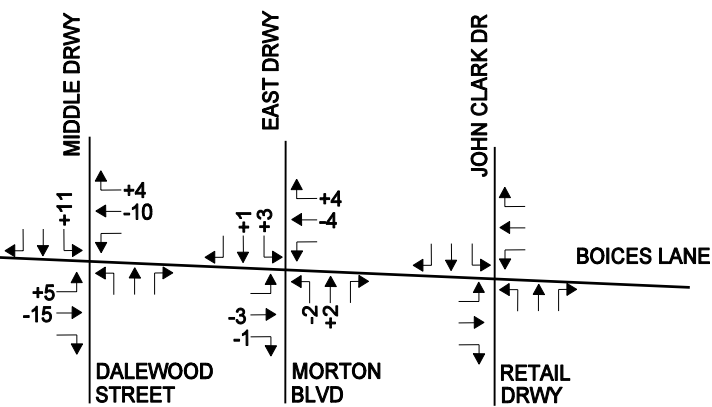 MIDDLE DRWY
EAST DRWY
JOHN CLARK DR
+11
+4
-10
+1
+3
+4
-4
BOICES LANE
+5
-15
-3
-1
-2
+2
DALEWOOD
STREET
MORTON
BLVD
RETAIL
DRWY